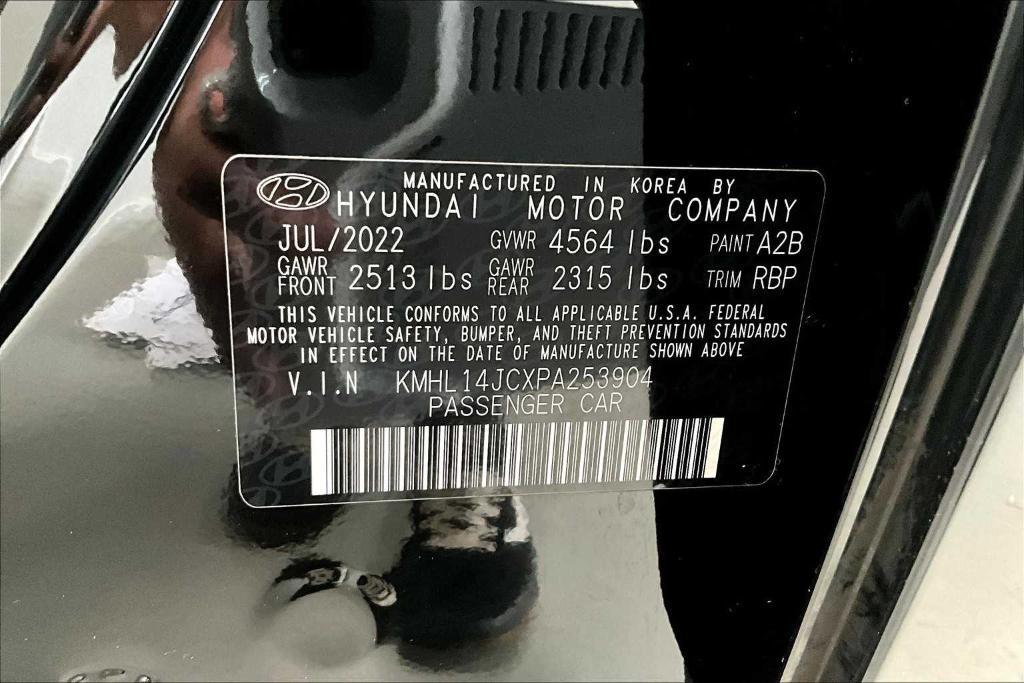 MANUFACTURED IN KOREA BY
HYUNDAI MOTOR COMPANY
JUL/2022 GVWR 4564 lbs PAINT A2B
GAWR FRONT 2513 lbs GAWR REAR 2315 lbs TRIM RBP
THIS VEHICLE CONFORMS TO ALL APPLICABLE U.S.A. FEDERAL
MOTOR VEHICLE SAFETY, BUMPER, AND THEFT PREVENTION STANDARDS
IN EFFECT ON THE DATE OF MANUFACTURE SHOWN ABOVE
V.I.N KMHL14JCXPA253904
PASSENGER CAR